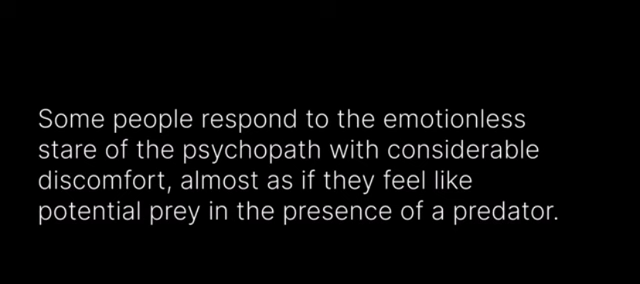 Some people respond to the emotionless
stare of the psychopath with considerable
discomfort, almost as if they feel like
potential prey in the presence of a predator.